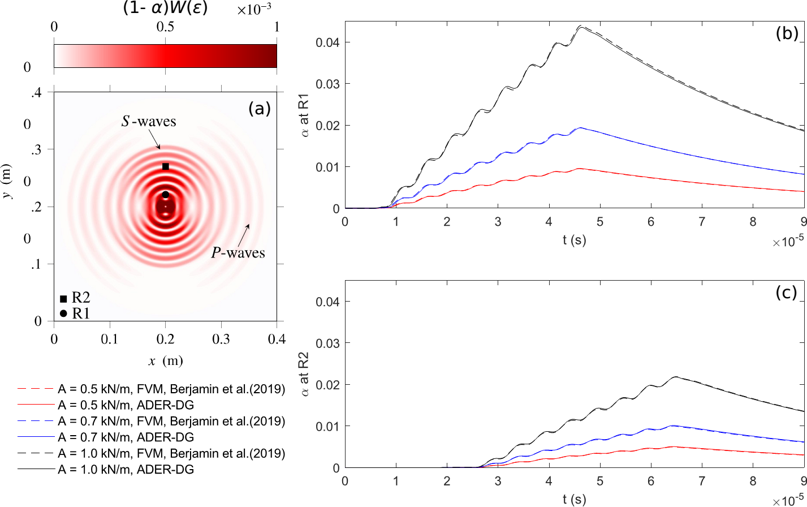 (1- α)W(ε)
×10⁻³
0 0.5 1
0
(a)
S-waves
P-waves
.4
.3
0
.2
0
.1
0
y (m)
R2
R1
0 0.1 0.2 0.3 0.4
x (m)
A = 0.5 kN/m, FVM, Berjamin et al.(2019)
A = 0.5 kN/m, ADER-DG
A = 0.7 kN/m, FVM, Berjamin et al.(2019)
A = 0.7 kN/m, ADER-DG
A = 1.0 kN/m, FVM, Berjamin et al.(2019)
A = 1.0 kN/m, ADER-DG
(b)
α at R1
0.04
0.03
0.02
0.01
0
0 1 2 3 4 5 6 7 8 9
t (s)
×10⁻⁵
(c)
α at R2
0.04
0.03
0.02
0.01
0
0 1 2 3 4 5 6 7 8 9
t (s)
×10⁻⁵